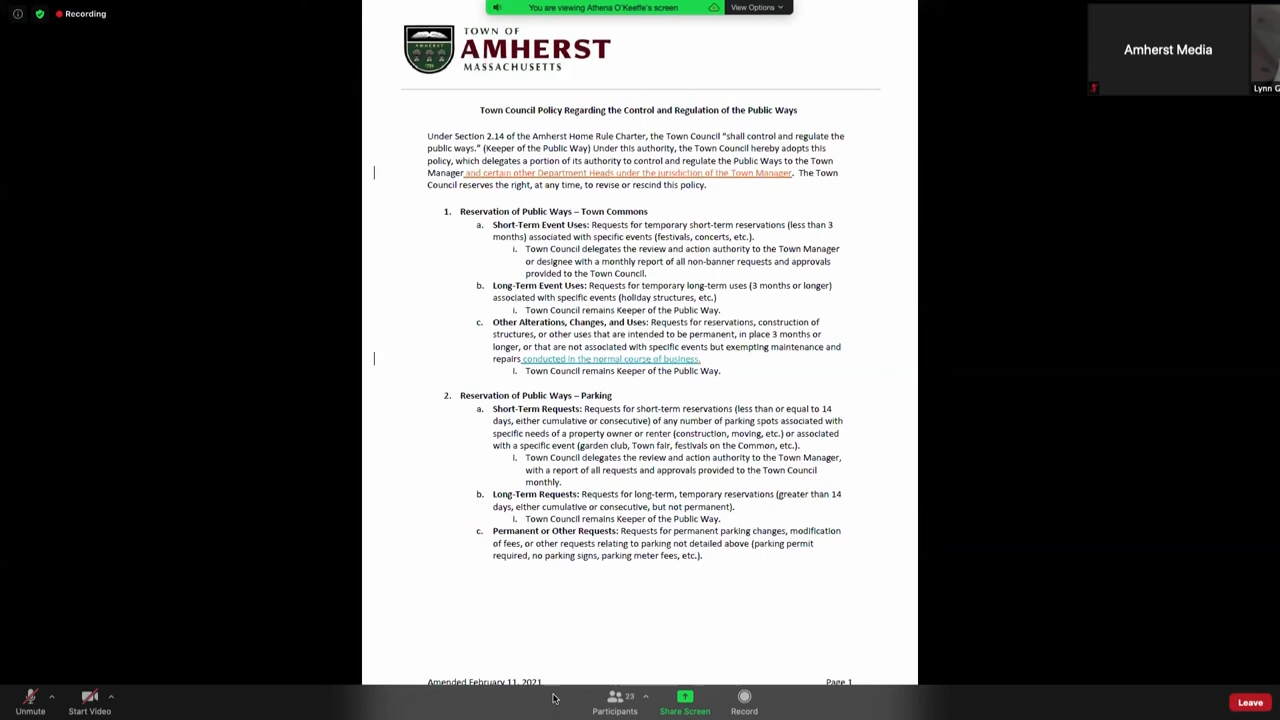 Recording
You are viewing Athena O'Keeffe's screen
View Options
TOWN OF
AMHERST
MASSACHUSETTS
Amherst Media
Lynn G
Town Council Policy Regarding the Control and Regulation of the Public Ways
Under Section 2.14 of the Amherst Home Rule Charter, the Town Council "shall control and regulate the
public ways." (Keeper of the Public Way) Under this authority, the Town Council hereby adopts this
policy, which delegates a portion of its authority to control and regulate the Public Ways to the Town
Manager and certain other Department Heads under the jurisdiction of the Town Manager. The Town
Council reserves the right, at any time, to revise or rescind this policy.
1. Reservation of Public Ways – Town Commons
a. Short-Term Event Uses: Requests for temporary short-term reservations (less than 3
months) associated with specific events (festivals, concerts, etc.).
i. Town Council delegates the review and action authority to the Town Manager
or designee with a monthly report of all non-banner requests and approvals
provided to the Town Council.
b. Long-Term Event Uses: Requests for temporary long-term uses (3 months or longer)
associated with specific events (holiday structures, etc.)
i. Town Council remains Keeper of the Public Way.
c. Other Alterations, Changes, and Uses: Requests for reservations, construction of
structures, or other uses that are intended to be permanent, in place 3 months or
longer, or that are not associated with specific events but exempting maintenance and
repairs conducted in the normal course of business.
i. Town Council remains Keeper of the Public Way.
2. Reservation of Public Ways – Parking
a. Short-Term Requests: Requests for short-term reservations (less than or equal to 14
days, either cumulative or consecutive) of any number of parking spots associated with
specific needs of a property owner or renter (construction, moving, etc.) or associated
with a specific event (garden club, Town fair, festivals on the Common, etc.).
i. Town Council delegates the review and action authority to the Town Manager,
with a report of all requests and approvals provided to the Town Council
monthly.
b. Long-Term Requests: Requests for long-term, temporary reservations (greater than 14
days, either cumulative or consecutive, but not permanent).
i. Town Council remains Keeper of the Public Way.
c. Permanent or Other Requests: Requests for permanent parking changes, modification
of fees, or other requests relating to parking not detailed above (parking permit
required, no parking signs, parking meter fees, etc.).
Amended February 11, 2021 Page 1
Unmute
Start Video
23
Participants
Share Screen
Record
Leave